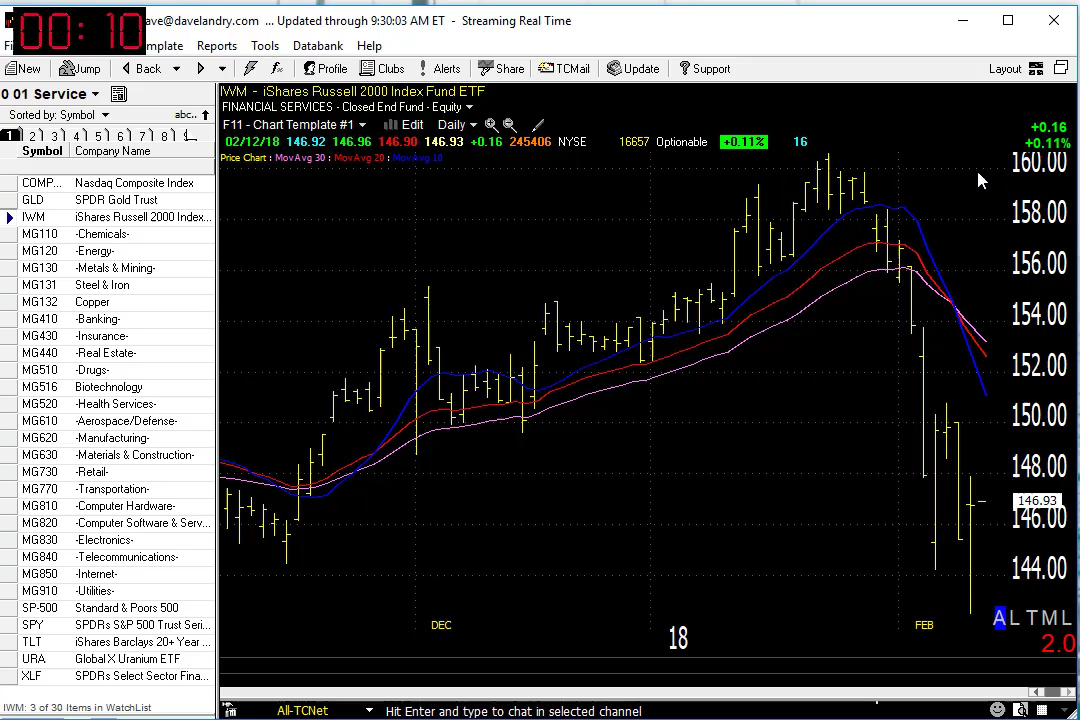 00:10
ave@davelandry.com ... Updated through 9:30:03 AM ET - Streaming Real Time
mplate Reports Tools Databank Help
New Jump Back Profile Clubs Alerts Share TCMail Update Support Layout
0 01 Service
Sorted by: Symbol abc..
1 2 3 4 5 6 7 8
Symbol Company Name
COMP... Nasdaq Composite Index
GLD SPDR Gold Trust
IWM iShares Russell 2000 Index...
MG110 -Chemicals-
MG120 -Energy-
MG130 -Metals & Mining-
MG131 Steel & Iron
MG132 Copper
MG410 -Banking-
MG430 -Insurance-
MG440 -Real Estate-
MG510 -Drugs-
MG516 Biotechnology
MG520 -Health Services-
MG610 -Aerospace/Defense-
MG620 -Manufacturing-
MG630 -Materials & Construction-
MG730 -Retail-
MG770 -Transportation-
MG810 -Computer Hardware-
MG820 -Computer Software & Serv...
MG830 -Electronics-
MG840 -Telecommunications-
MG850 -Internet-
MG910 -Utilities-
SP-500 Standard & Poors 500
SPY SPDRs S&P 500 Trust Seri...
TLT iShares Barclays 20+ Year ...
URA Global X Uranium ETF
XLF SPDRs Select Sector Fina...
IWM: 3 of 30 Items in WatchList
IWM - iShares Russell 2000 Index Fund ETF
FINANCIAL SERVICES - Closed End Fund - Equity
F11 - Chart Template #1 Edit Daily
02/12/18 146.92 146.96 146.90 146.93 +0.16 245406 NYSE 16657 Optionable +0.11% 16
Price Chart : MovAvg 30 : MovAvg 20 : MovAvg 10
+0.16
+0.11%
160.00
158.00
156.00
154.00
152.00
150.00
148.00
146.93
146.00
144.00
DEC 18 FEB
A L T M L
2.0
All-TCNet Hit Enter and type to chat in selected channel